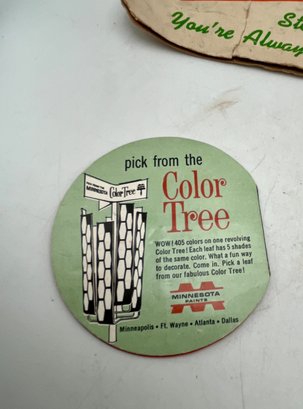 St
You're Alway
pick from the
MINNESOTA
Color Tree
Color
Tree
WOW! 405 colors on one revolving
Color Tree! Each leaf has 5 shades
of the same color. What a fun way
to decorate. Come in. Pick a leaf
from our fabulous Color Tree!
MINNESOTA
PAINTS
Minneapolis • Ft. Wayne • Atlanta • Dallas